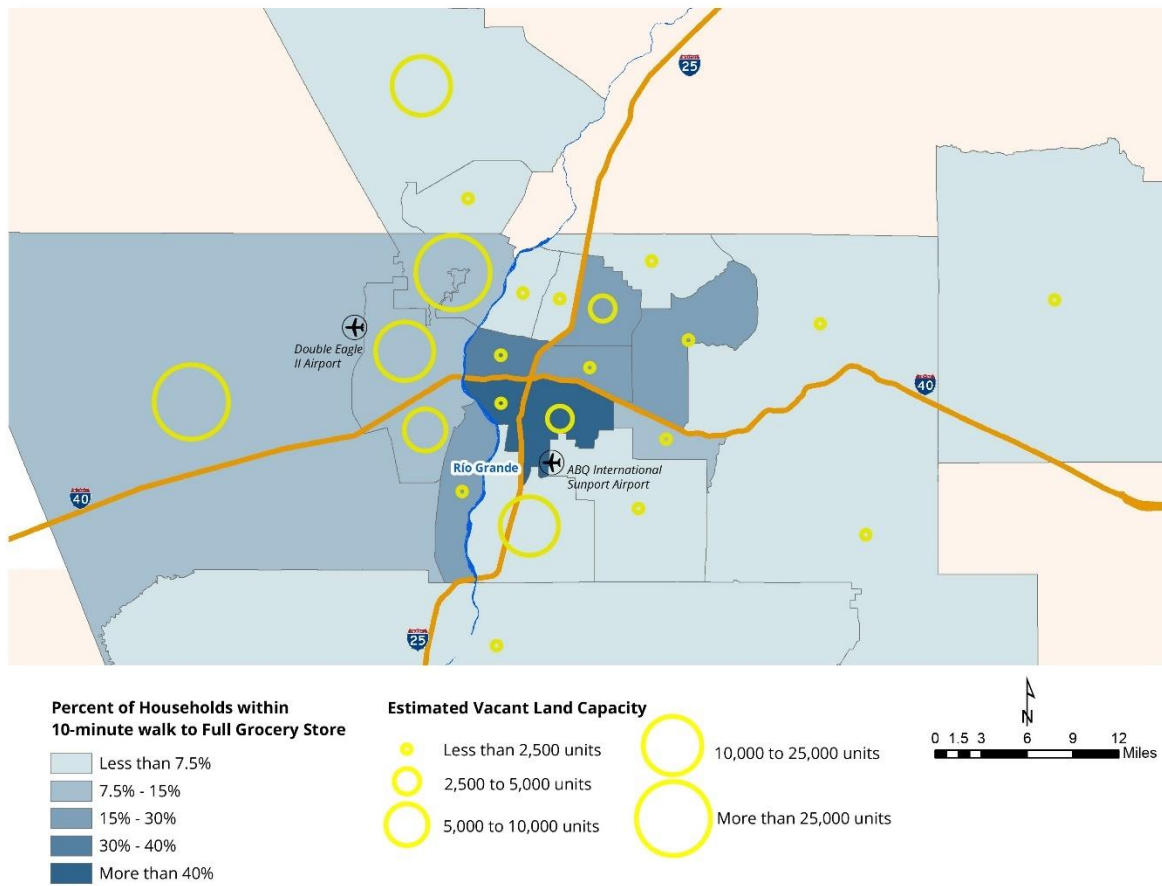 25
Double Eagle
II Airport
40
Río Grande
ABQ International
Sunport Airport
40
25
Percent of Households within
10-minute walk to Full Grocery Store
Less than 7.5%
7.5% - 15%
15% - 30%
30% - 40%
More than 40%
Estimated Vacant Land Capacity
Less than 2,500 units
2,500 to 5,000 units
5,000 to 10,000 units
10,000 to 25,000 units
More than 25,000 units
N
0 1.5 3 6 9 12
Miles